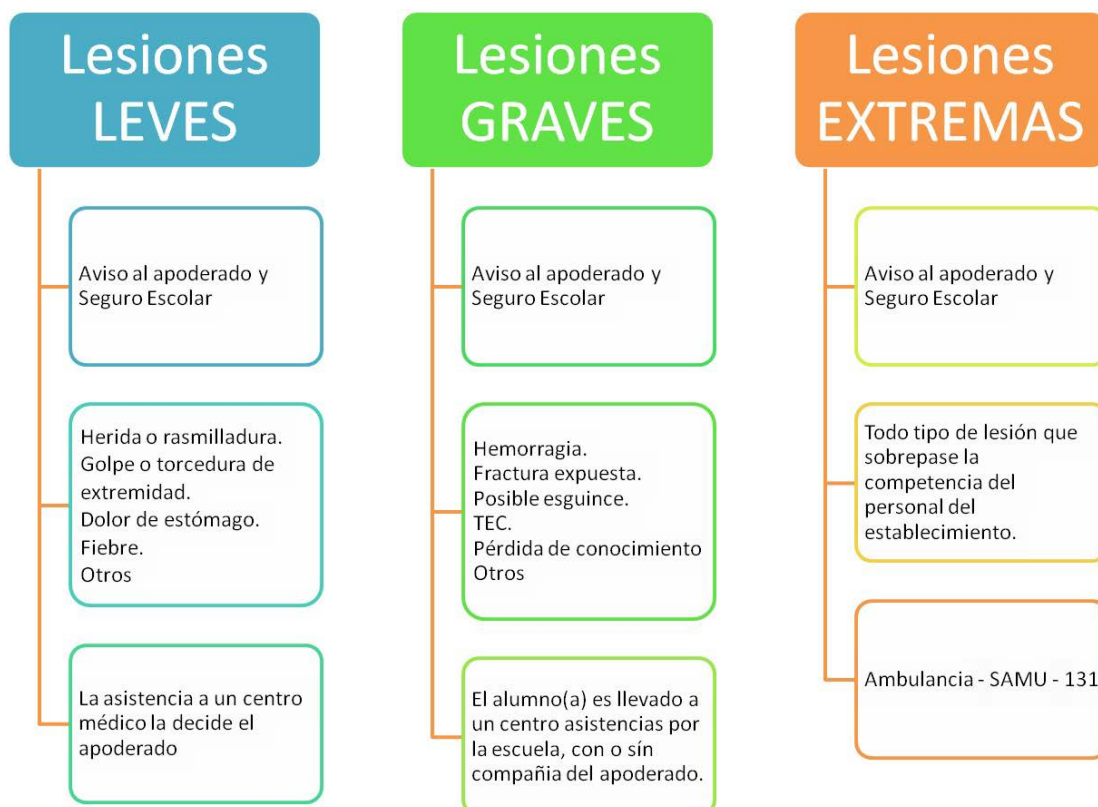 Lesiones
LEVES
Aviso al apoderado y
Seguro Escolar
Herida o rasmilladura.
Golpe o torcedura de
extremidad.
Dolor de estómago.
Fiebre.
Otros
La asistencia a un centro
médico la decide el
apoderado
Lesiones
GRAVES
Aviso al apoderado y
Seguro Escolar
Hemorragia.
Fractura expuesta.
Posible esguince.
TEC.
Pérdida de conocimiento
Otros
El alumno(a) es llevado a
un centro asistencias por
la escuela, con o sín
compañia del apoderado.
Lesiones
EXTREMAS
Aviso al apoderado y
Seguro Escolar
Todo tipo de lesión que
sobrepase la
competencia del
personal del
establecimiento.
Ambulancia - SAMU - 131